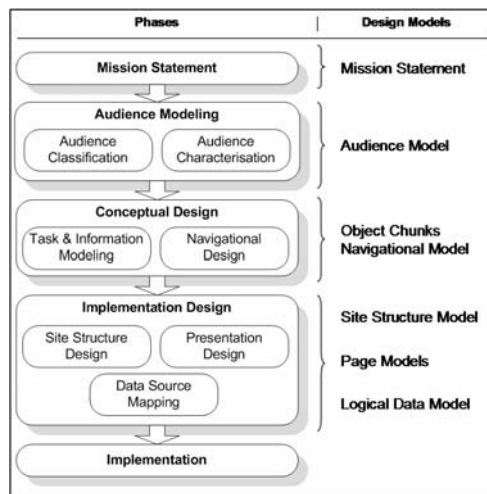 Phases
Design Models
Mission Statement
Mission Statement
Audience Modeling
Audience
Classification
Audience
Characterisation
Audience Model
Conceptual Design
Task & Information
Modeling
Navigational
Design
Object Chunks
Navigational Model
Implementation Design
Site Structure
Design
Presentation
Design
Data Source
Mapping
Site Structure Model
Page Models
Logical Data Model
Implementation